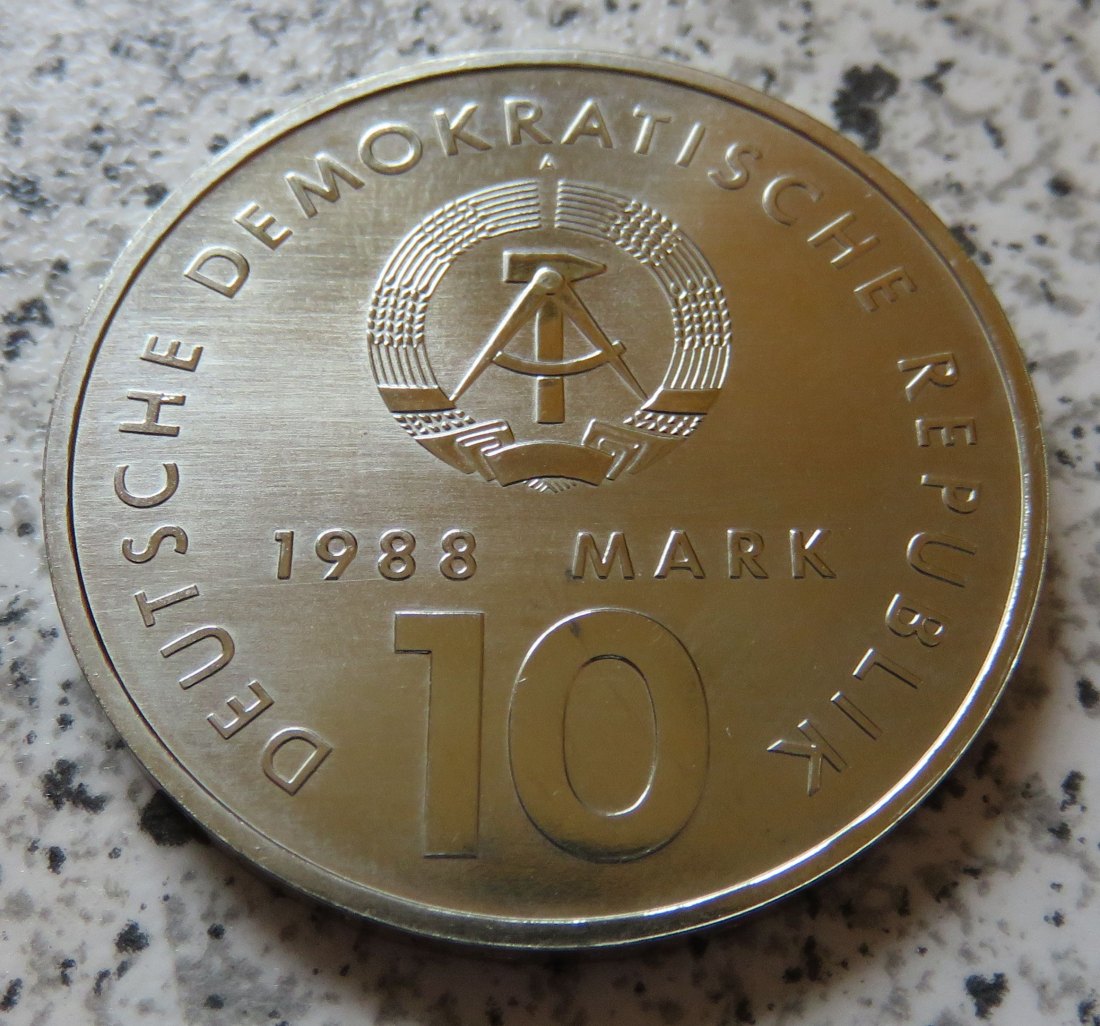 DEUTSCHE DEMOKRATISCHE REPUBLIK
A
1988 MARK
10